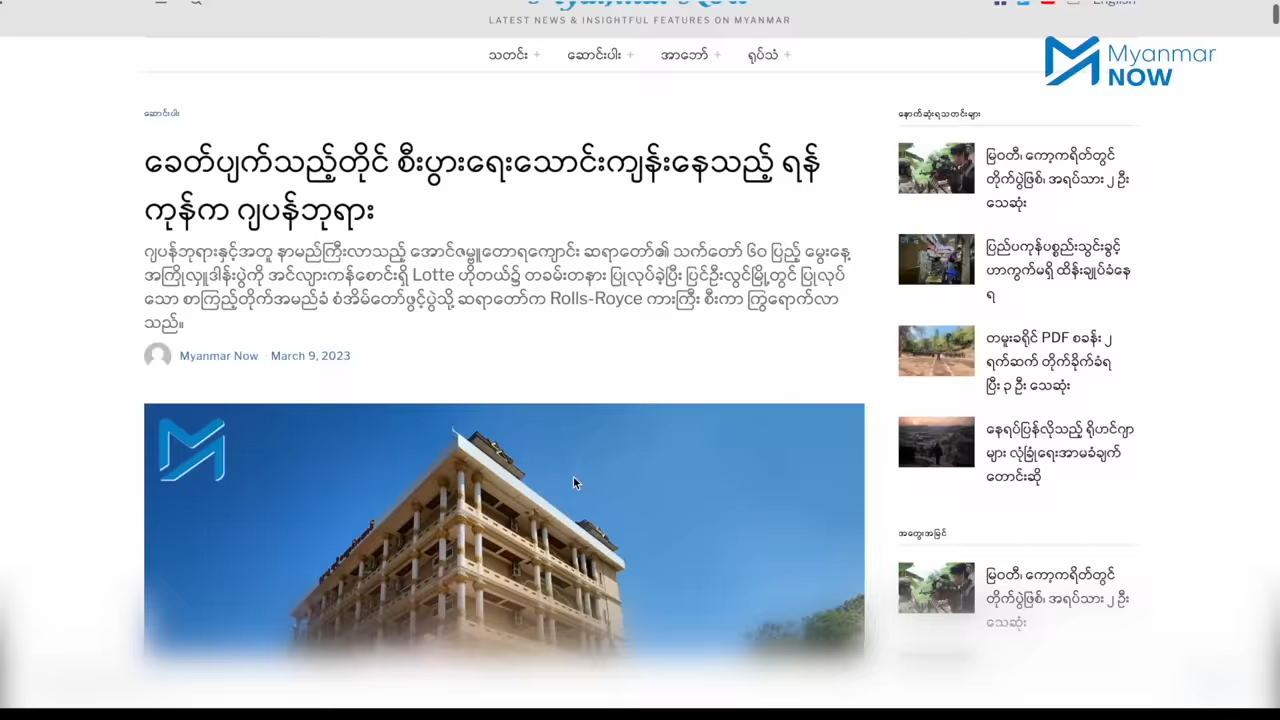 LATEST NEWS & INSIGHTFUL FEATURES ON MYANMAR
သတင်း + ဆောင်းပါး + အာဘော် + ရုပ်သံ +
Myanmar
NOW
ဆောင်းပါး
ခေတ်ပျက်သည့်တိုင် စီးပွားရေးသောင်းကျန်းနေသည့် ရန်
ကုန်က ဂျပန်ဘုရား
ဂျပန်ဘုရားနှင့်အတူ နာမည်ကြီးလာသည့် အောင်ဇမ္ဗူတောရကျောင်း ဆရာတော်၏ သက်တော် ၆၀ ပြည့် မွေးနေ့
အကြိုလှူဒါန်းပွဲကို အင်လျားကန်စောင်းရှိ Lotte ဟိုတယ်၌ တခမ်းတနား ပြုလုပ်ခဲ့ပြီး ပြင်ဦးလွင်မြို့တွင် ပြုလုပ်
သော စာကြည့်တိုက်အမည်ခံ စံအိမ်တော်ဖွင့်ပွဲသို့ ဆရာတော်က Rolls-Royce ကားကြီး စီးကာ ကြွရောက်လာ
သည်။
Myanmar Now · March 9, 2023
နောက်ဆုံးရသတင်းများ
မြဝတီ၊ ကော့ကရိတ်တွင်
တိုက်ပွဲဖြစ်၊ အရပ်သား ၂ ဦး
သေဆုံး
ပြည်ပကုန်ပစ္စည်းသွင်းခွင့်
ဟာကွက်မရှိ ထိန်းချုပ်ခံနေ
ရ
တမူးခရိုင် PDF စခန်း ၂
ရက်ဆက် တိုက်ခိုက်ခံရ
ပြီး ၃ ဦး သေဆုံး
နေရပ်ပြန်လိုသည့် ရိုဟင်ဂျာ
များ လုံခြုံရေးအာမခံချက်
တောင်းဆို
အတွေးအမြင်
မြဝတီ၊ ကော့ကရိတ်တွင်
တိုက်ပွဲဖြစ်၊ အရပ်သား ၂ ဦး
သေဆုံး